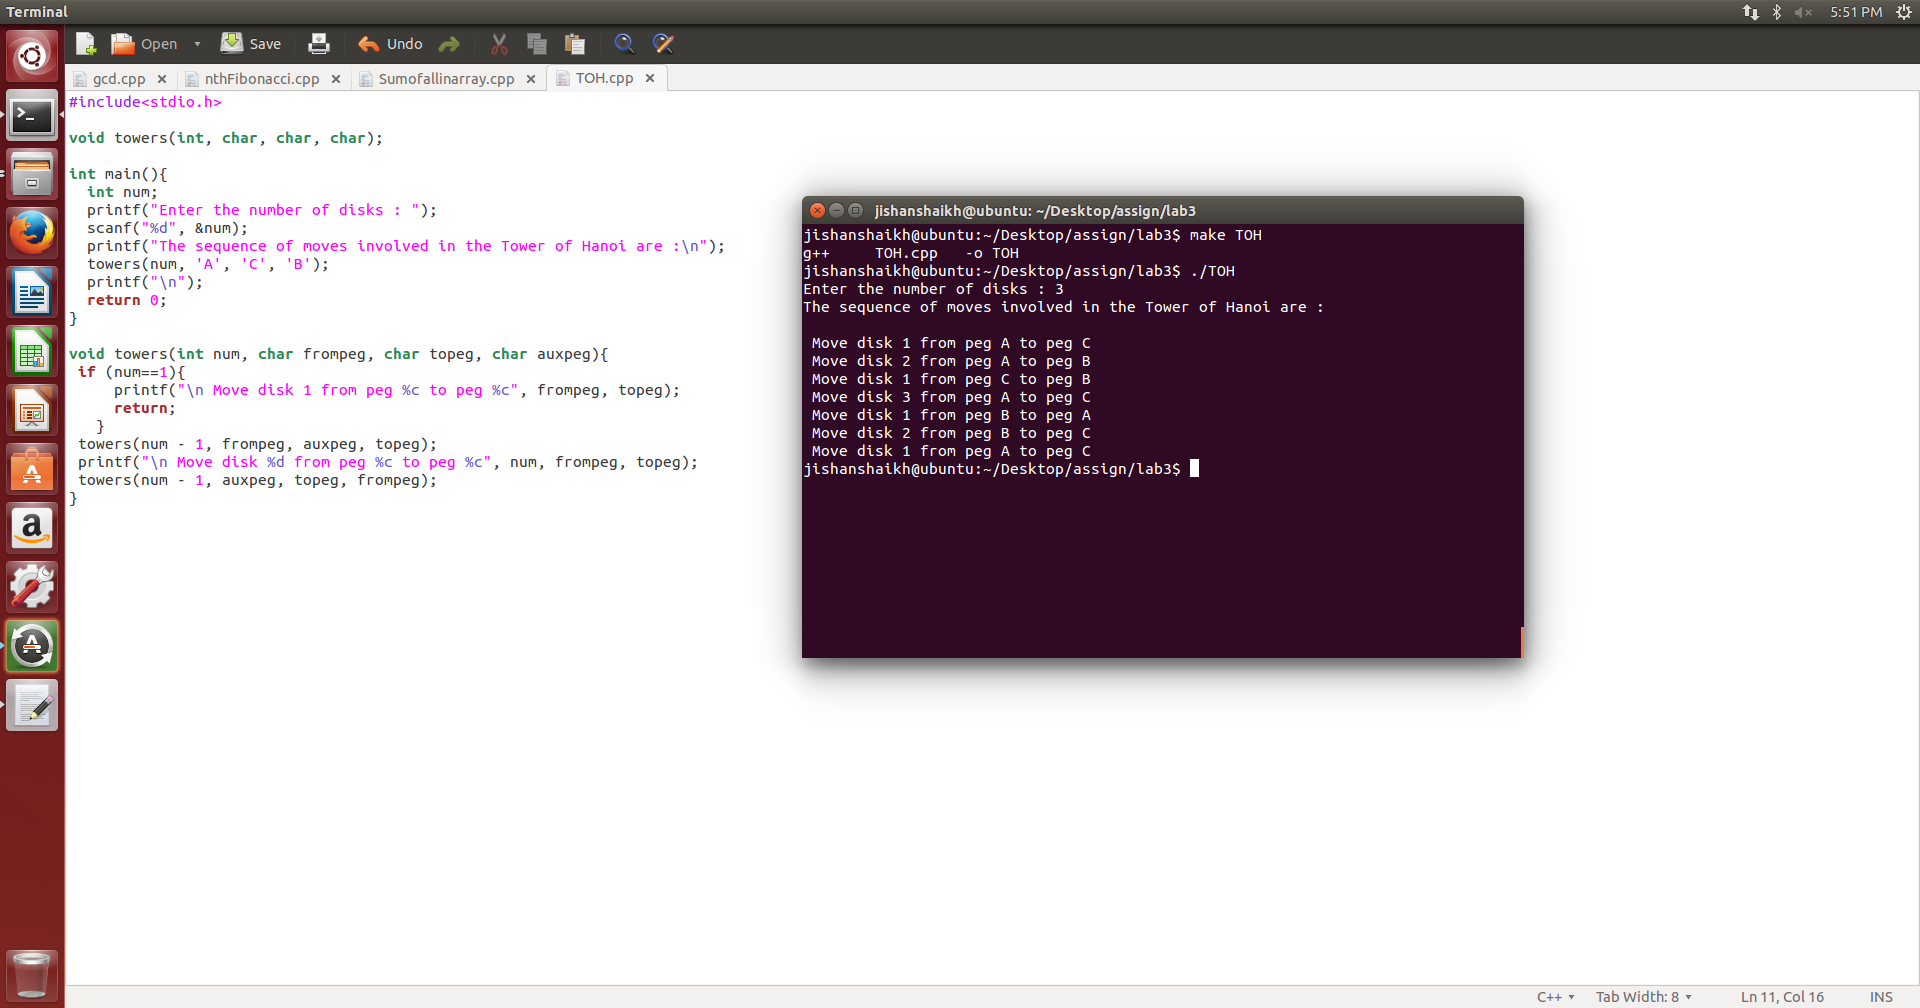 Terminal
5:51 PM
Open
Save
Undo
gcd.cpp
nthFibonacci.cpp
Sumofallinarray.cpp
TOH.cpp
#include<stdio.h>
void towers(int, char, char, char);
int main(){
int num;
printf("Enter the number of disks : ");
scanf("%d", &num);
printf("The sequence of moves involved in the Tower of Hanoi are :\n");
towers(num, 'A', 'C', 'B');
printf("\n");
return 0;
}
void towers(int num, char frompeg, char topeg, char auxpeg){
if (num==1){
printf("\n Move disk 1 from peg %c to peg %c", frompeg, topeg);
return;
}
towers(num - 1, frompeg, auxpeg, topeg);
printf("\n Move disk %d from peg %c to peg %c", num, frompeg, topeg);
towers(num - 1, auxpeg, topeg, frompeg);
}
jishanshaikh@ubuntu: ~/Desktop/assign/lab3
jishanshaikh@ubuntu:~/Desktop/assign/lab3$ make TOH
g++     TOH.cpp   -o TOH
jishanshaikh@ubuntu:~/Desktop/assign/lab3$ ./TOH
Enter the number of disks : 3
The sequence of moves involved in the Tower of Hanoi are :
Move disk 1 from peg A to peg C
Move disk 2 from peg A to peg B
Move disk 1 from peg C to peg B
Move disk 3 from peg A to peg C
Move disk 1 from peg B to peg A
Move disk 2 from peg B to peg C
Move disk 1 from peg A to peg C
jishanshaikh@ubuntu:~/Desktop/assign/lab3$
C++
Tab Width: 8
Ln 11, Col 16
INS